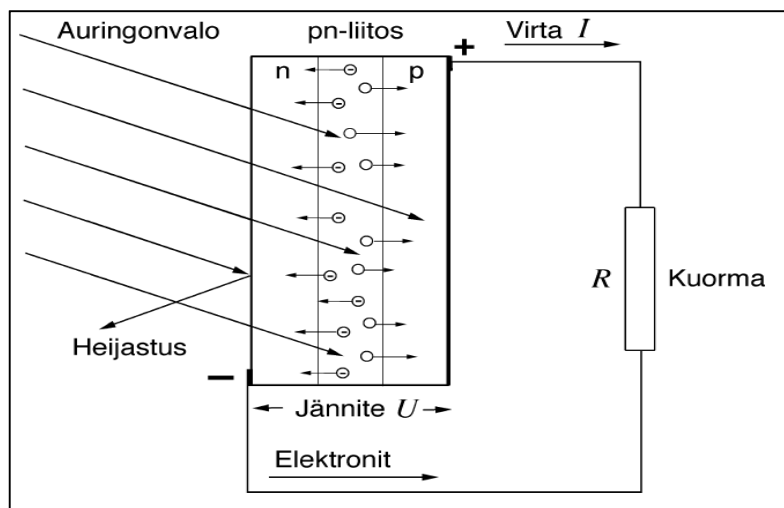 Auringonvalo pn-liitos + Virta I
n p
R Kuorma
Heijastus
−
Jännite U
Elektronit